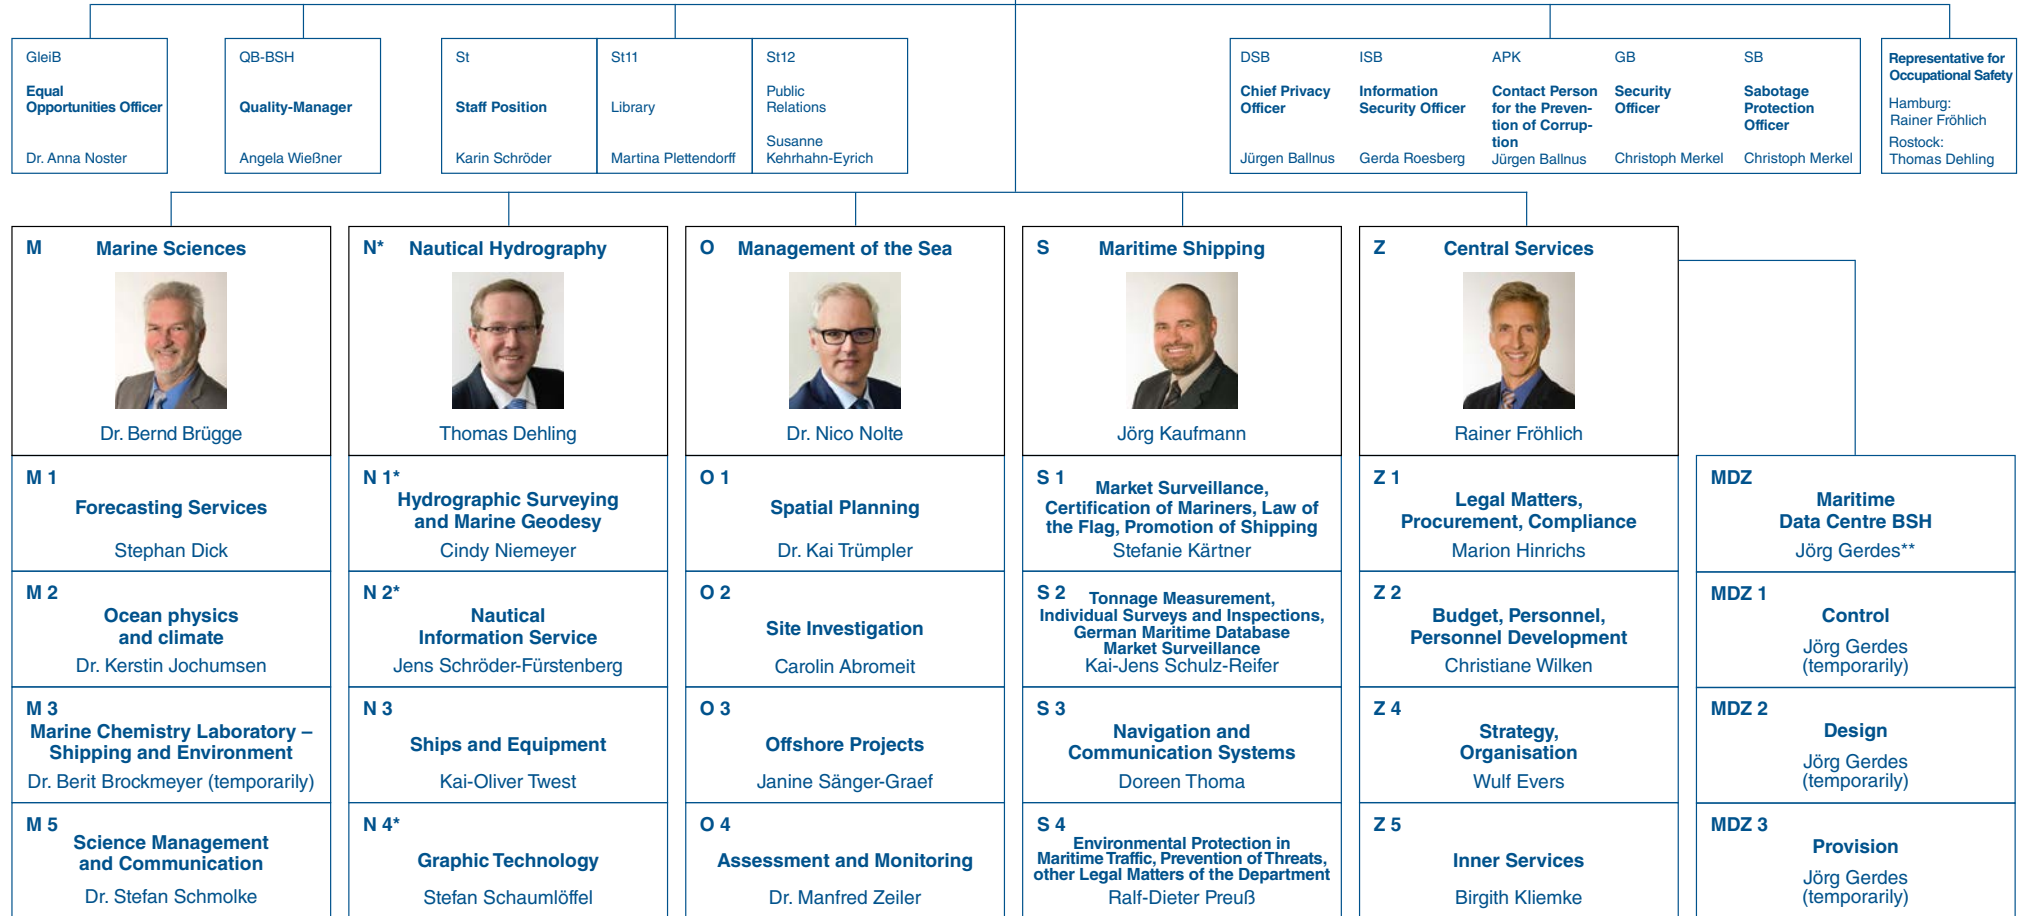 GleiB
Equal
Opportunities Officer
Dr. Anna Noster
QB-BSH
Quality-Manager
Angela Wießner
St
Staff Position
Karin Schröder
St11
Library
Martina Plettendorff
St12
Public
Relations
Susanne
Kehrhahn-Eyrich
DSB
Chief Privacy
Officer
Jürgen Ballnus
ISB
Information
Security Officer
Gerda Roesberg
APK
Contact Person
for the Preven-
tion of Corrup-
tion
Jürgen Ballnus
GB
Security
Officer
Christoph Merkel
SB
Sabotage
Protection
Officer
Christoph Merkel
Representative for
Occupational Safety
Hamburg:
Rainer Fröhlich
Rostock:
Thomas Dehling
M Marine Sciences
Dr. Bernd Brügge
M 1
Forecasting Services
Stephan Dick
M 2
Ocean physics
and climate
Dr. Kerstin Jochumsen
M 3
Marine Chemistry Laboratory –
Shipping and Environment
Dr. Berit Brockmeyer (temporarily)
M 5
Science Management
and Communication
Dr. Stefan Schmolke
N* Nautical Hydrography
Thomas Dehling
N 1*
Hydrographic Surveying
and Marine Geodesy
Cindy Niemeyer
N 2*
Nautical
Information Service
Jens Schröder-Fürstenberg
N 3
Ships and Equipment
Kai-Oliver Twest
N 4*
Graphic Technology
Stefan Schaumlöffel
O Management of the Sea
Dr. Nico Nolte
O 1
Spatial Planning
Dr. Kai Trümpler
O 2
Site Investigation
Carolin Abromeit
O 3
Offshore Projects
Janine Sänger-Graef
O 4
Assessment and Monitoring
Dr. Manfred Zeiler
S Maritime Shipping
Jörg Kaufmann
S 1
Market Surveillance,
Certification of Mariners, Law of
the Flag, Promotion of Shipping
Stefanie Kärtner
S 2 Tonnage Measurement,
Individual Surveys and Inspections,
German Maritime Database
Market Surveillance
Kai-Jens Schulz-Reifer
S 3
Navigation and
Communication Systems
Doreen Thoma
S 4
Environmental Protection in
Maritime Traffic, Prevention of Threats,
other Legal Matters of the Department
Ralf-Dieter Preuß
Z Central Services
Rainer Fröhlich
Z 1
Legal Matters,
Procurement, Compliance
Marion Hinrichs
Z 2
Budget, Personnel,
Personnel Development
Christiane Wilken
Z 4
Strategy,
Organisation
Wulf Evers
Z 5
Inner Services
Birgith Kliemke
MDZ
Maritime
Data Centre BSH
Jörg Gerdes**
MDZ 1
Control
Jörg Gerdes
(temporarily)
MDZ 2
Design
Jörg Gerdes
(temporarily)
MDZ 3
Provision
Jörg Gerdes
(temporarily)